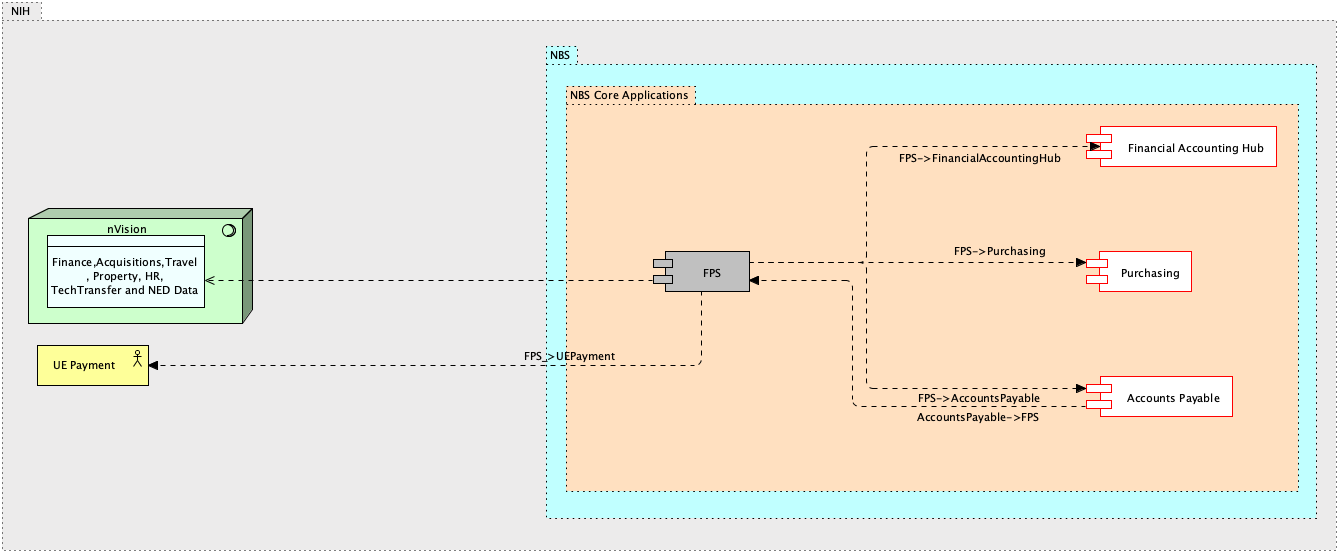 NIH
NBS
NBS Core Applications
Financial Accounting Hub
FPS->FinancialAccountingHub
nVision
Finance,Acquisitions,Travel
, Property, HR,
TechTransfer and NED Data
FPS
FPS->Purchasing
Purchasing
UE Payment
FPS_>UEPayment
FPS->AccountsPayable
Accounts Payable
AccountsPayable->FPS